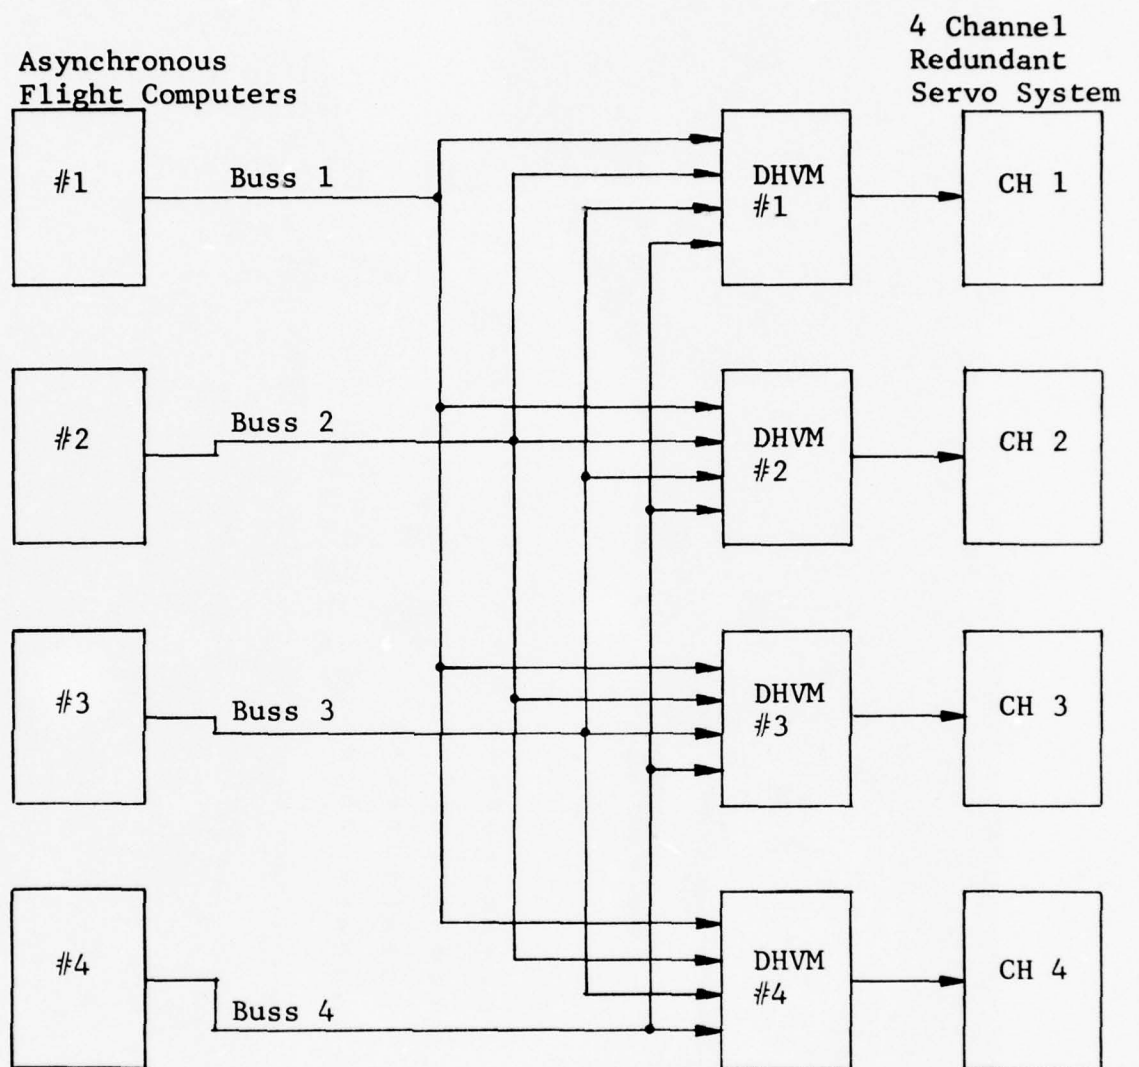 4 Channel
Redundant
Servo System
Asynchronous
Flight Computers
#1
Buss 1
DHVM
#1
CH 1
#2
Buss 2
DHVM
#2
CH 2
#3
Buss 3
DHVM
#3
CH 3
#4
Buss 4
DHVM
#4
CH 4